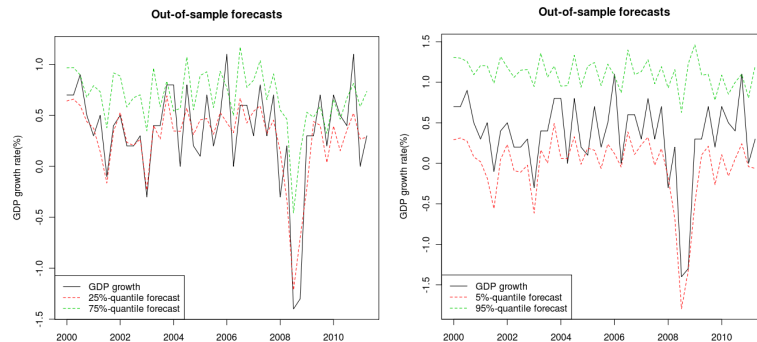 Out-of-sample forecasts
GDP growth rate(%)
1.0
0.5
0.0
-0.5
-1.0
-1.5
GDP growth
25%-quantile forecast
75%-quantile forecast
2000 2002 2004 2006 2008 2010
Out-of-sample forecasts
GDP growth rate(%)
1.5
1.0
0.5
0.0
-0.5
-1.0
-1.5
GDP growth
5%-quantile forecast
95%-quantile forecast
2000 2002 2004 2006 2008 2010